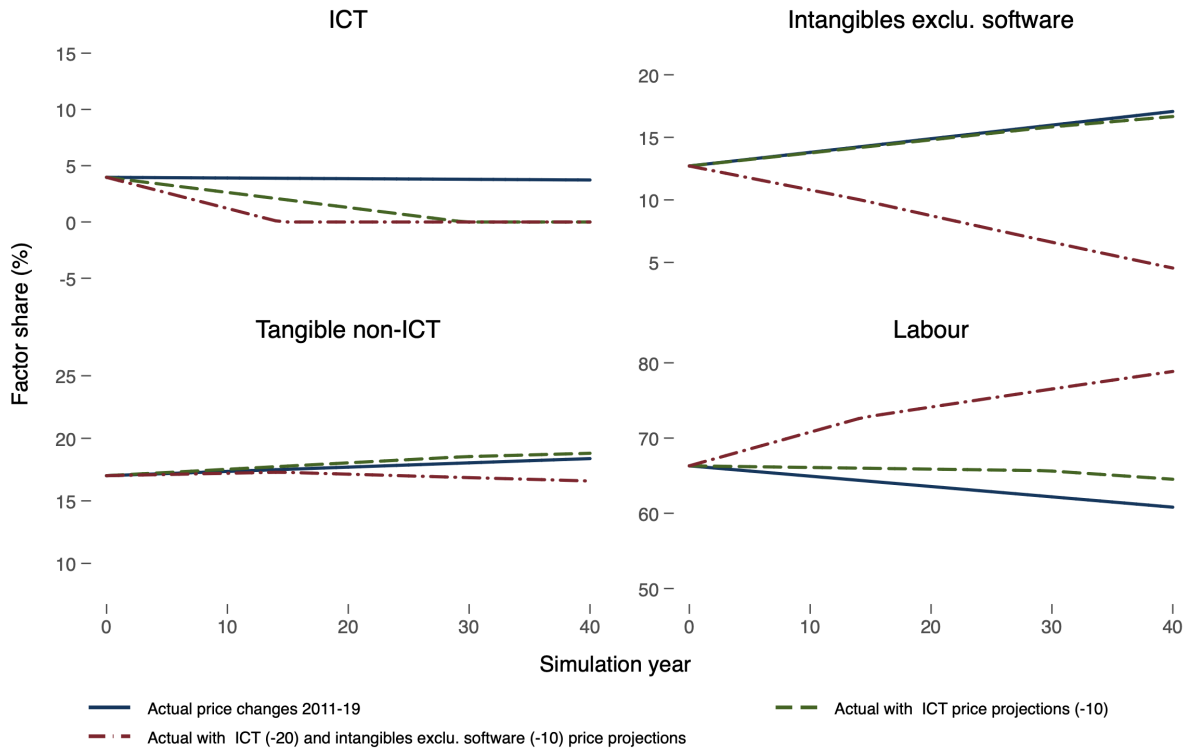 ICT
Intangibles exclu. software
15
10
5
0
-5
20
15
10
5
Factor share (%)
Tangible non-ICT
Labour
25
20
15
10
80
70
60
50
0 10 20 30 40
0 10 20 30 40
Simulation year
Actual price changes 2011-19
Actual with ICT price projections (-10)
Actual with ICT (-20) and intangibles exclu. software (-10) price projections